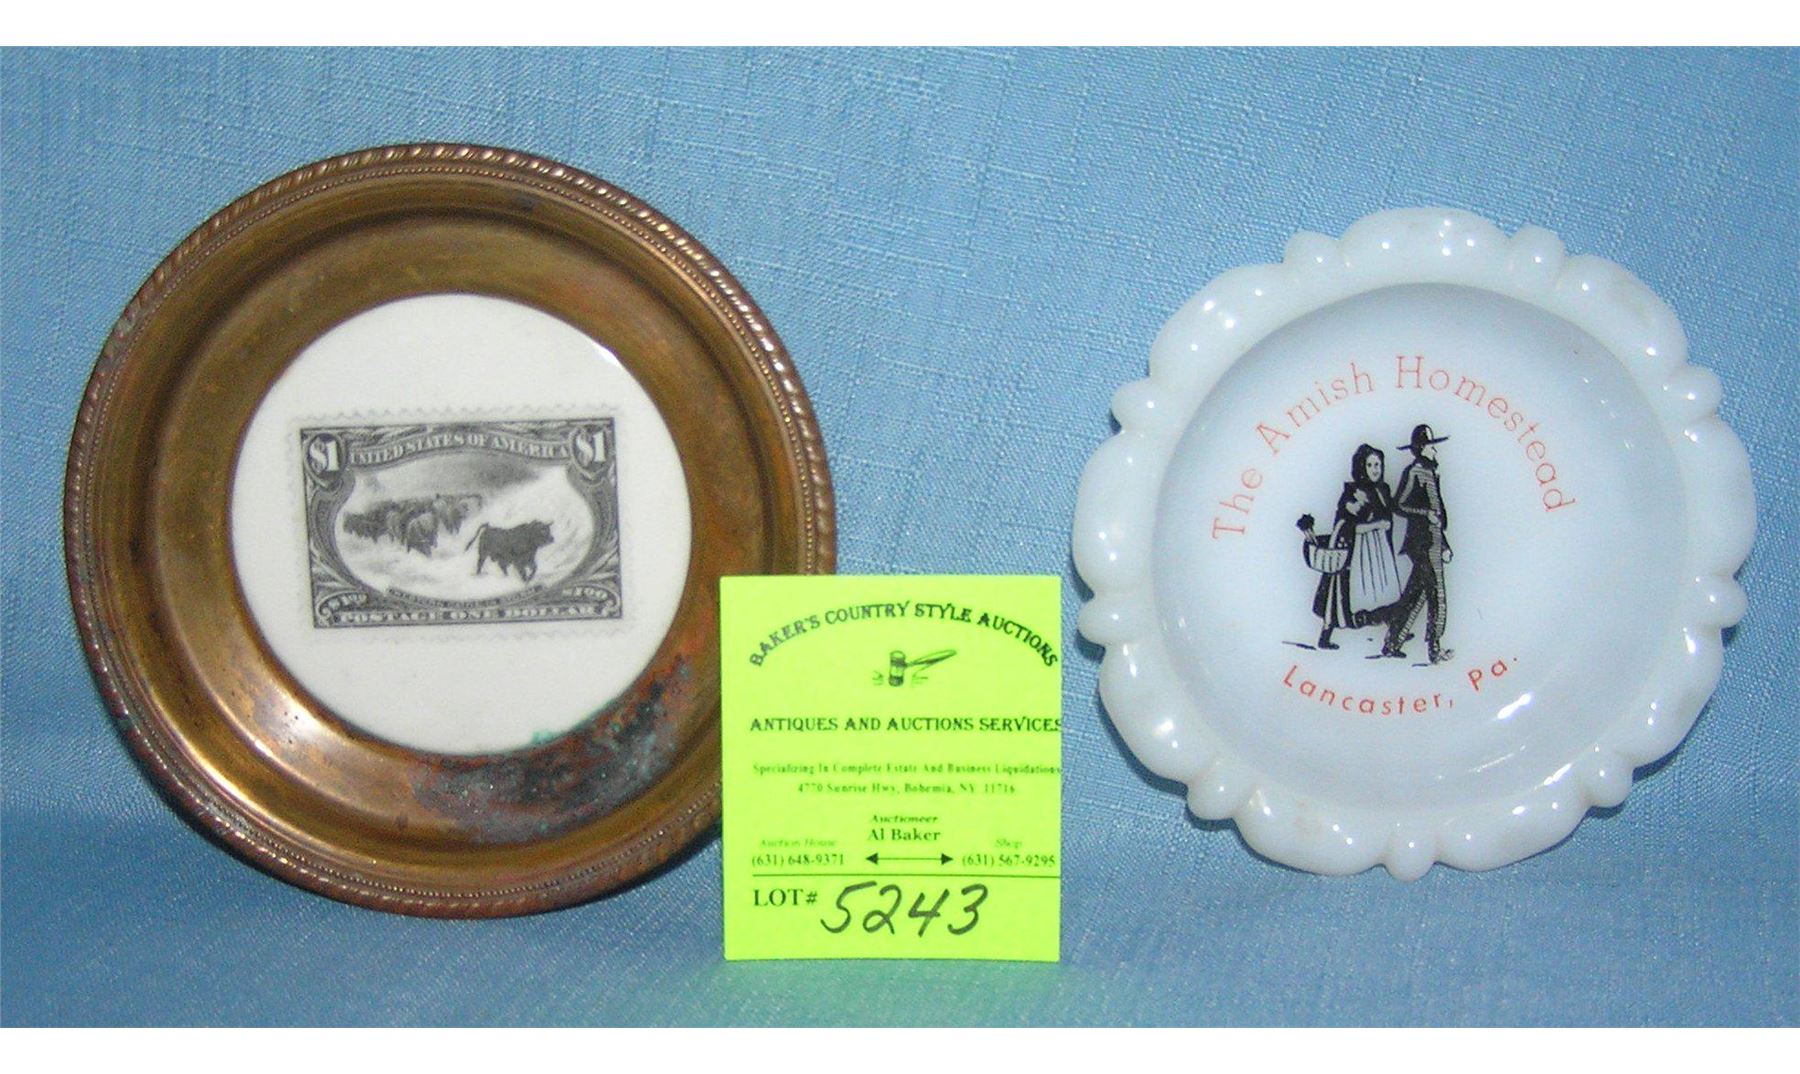 $1 UNITED STATES OF AMERICA $1
POSTAGE ONE DOLLAR
BAKER'S COUNTRY STYLE AUCTIONS
ANTIQUES AND AUCTIONS SERVICES
Specializing In Complete Estate And Business Liquidations
4770 Sunrise Hwy, Bohemia, NY 11716
Auctioneer
Al Baker
Auction House
Shop
(631) 648-9371
(631) 567-9295
LOT# 5243
The Amish Homestead
Lancaster, Pa.